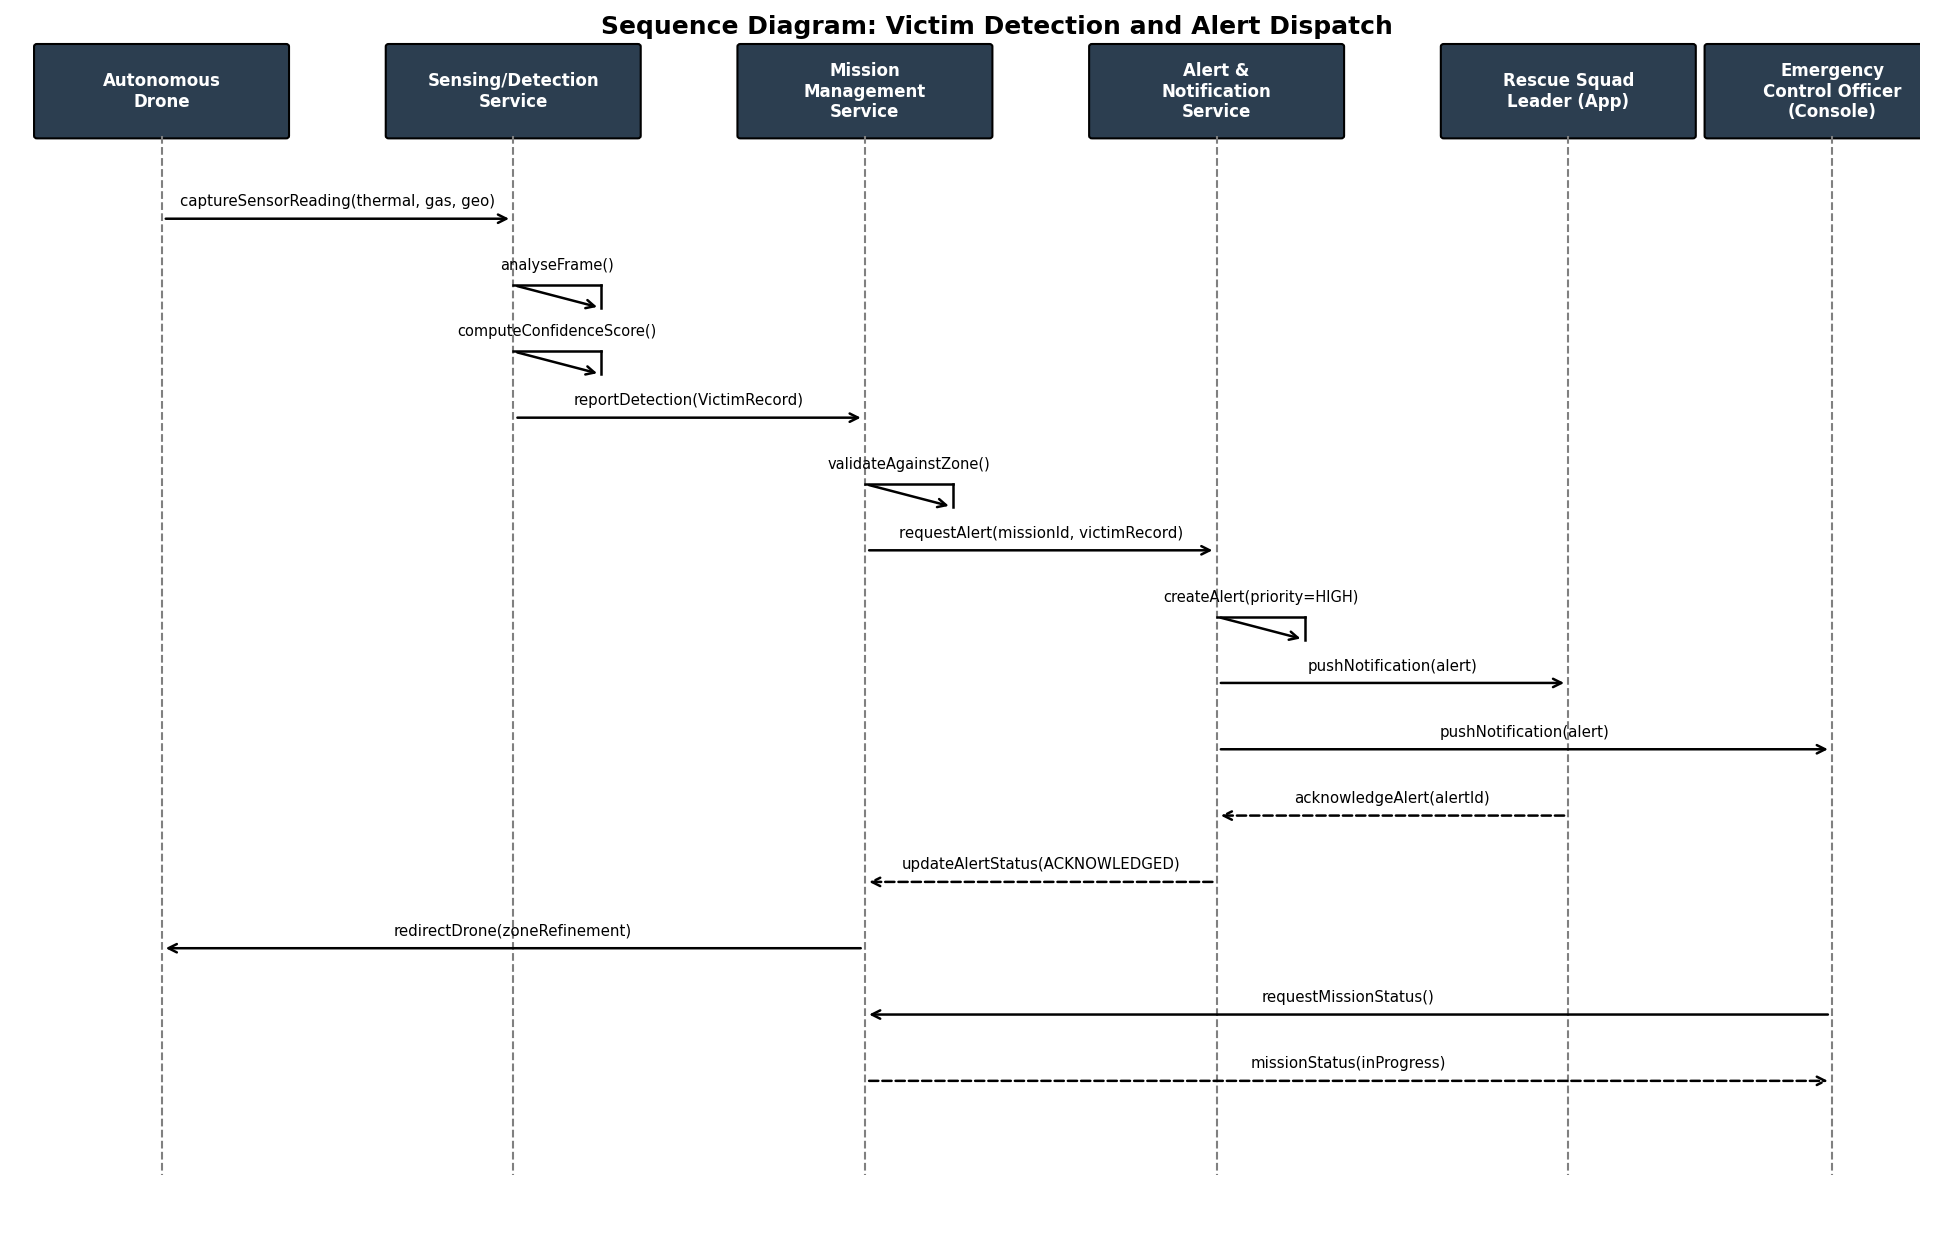 Sequence Diagram: Victim Detection and Alert Dispatch
Autonomous
Drone
Sensing/Detection
Service
Mission
Management
Service
Alert &
Notification
Service
Rescue Squad
Leader (App)
Emergency
Control Officer
(Console)
captureSensorReading(thermal, gas, geo)
analyseFrame()
computeConfidenceScore()
reportDetection(VictimRecord)
validateAgainstZone()
requestAlert(missionId, victimRecord)
createAlert(priority=HIGH)
pushNotification(alert)
pushNotification(alert)
acknowledgeAlert(alertId)
updateAlertStatus(ACKNOWLEDGED)
redirectDrone(zoneRefinement)
requestMissionStatus()
missionStatus(inProgress)